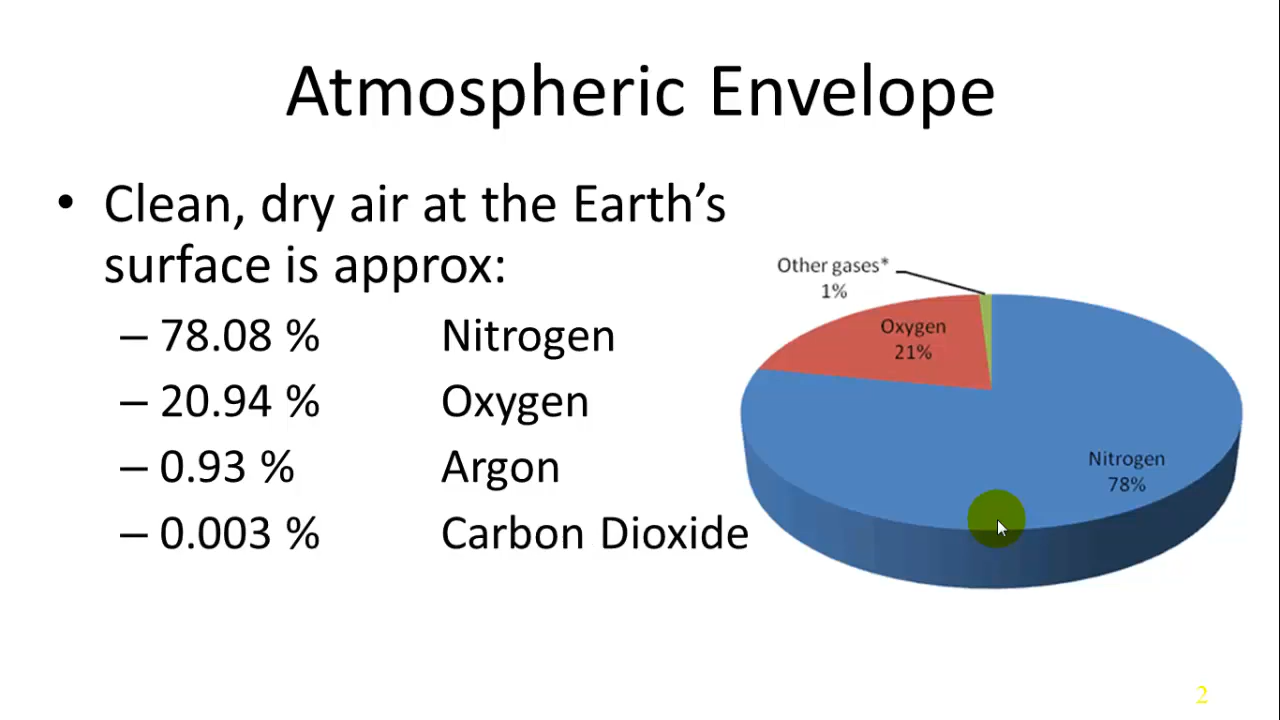 Atmospheric Envelope
• Clean, dry air at the Earth's
surface is approx:
– 78.08 % Nitrogen
– 20.94 % Oxygen
– 0.93 % Argon
– 0.003 % Carbon Dioxide
Other gases*
1%
Oxygen
21%
Nitrogen
78%
2